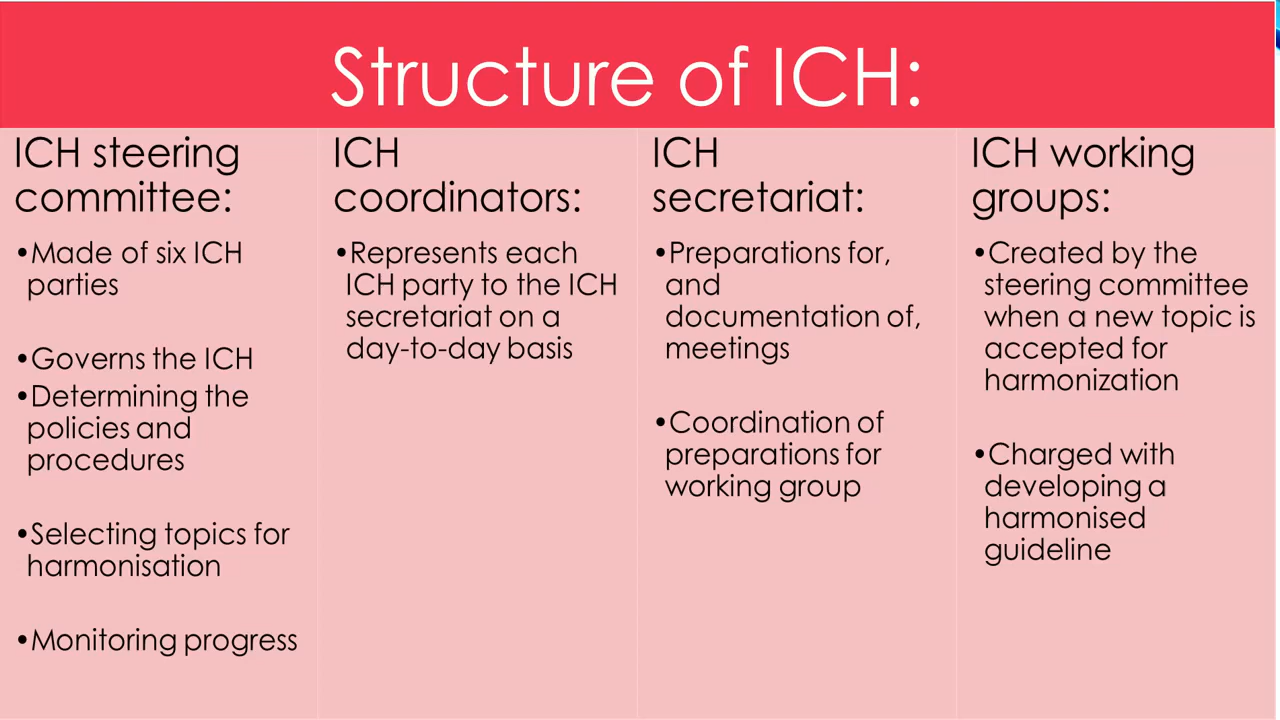 Structure of ICH:
ICH steering
committee:
•Made of six ICH
parties
•Governs the ICH
•Determining the
policies and
procedures
•Selecting topics for
harmonisation
•Monitoring progress
ICH
coordinators:
•Represents each
ICH party to the ICH
secretariat on a
day-to-day basis
ICH
secretariat:
•Preparations for,
and
documentation of,
meetings
•Coordination of
preparations for
working group
ICH working
groups:
•Created by the
steering committee
when a new topic is
accepted for
harmonization
•Charged with
developing a
harmonised
guideline